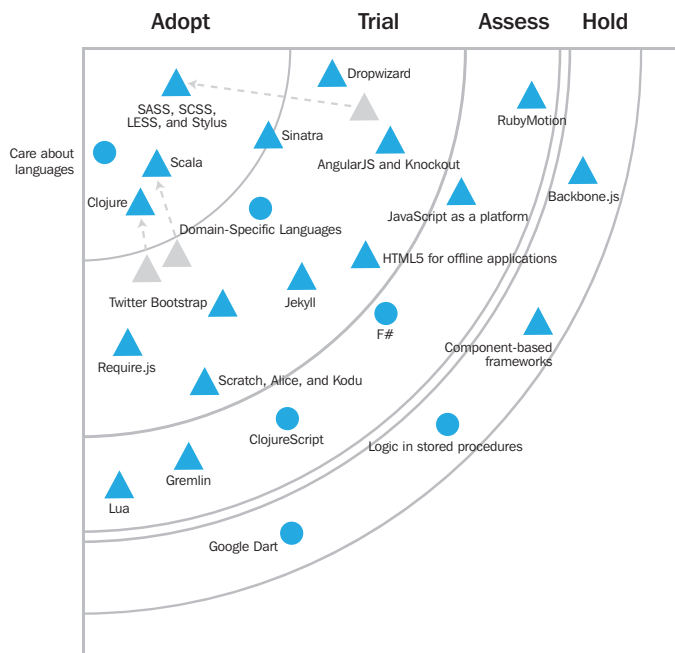 Adopt
Trial
Assess
Hold
Dropwizard
SASS, SCSS,
LESS, and Stylus
RubyMotion
Sinatra
Care about
languages
Scala
AngularJS and Knockout
Clojure
Backbone.js
JavaScript as a platform
Domain-Specific Languages
HTML5 for offline applications
Twitter Bootstrap
Jekyll
F#
Component-based
frameworks
Require.js
Scratch, Alice, and Kodu
ClojureScript
Logic in stored procedures
Gremlin
Lua
Google Dart